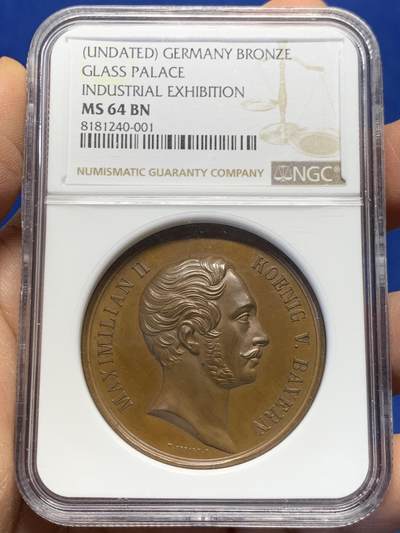 (UNDATED) GERMANY BRONZE
GLASS PALACE
INDUSTRIAL EXHIBITION
MS 64 BN
8181240-001
NUMISMATIC GUARANTY COMPANY
NGC
MAXIMILIAN II
KOENIG V. BAYERN